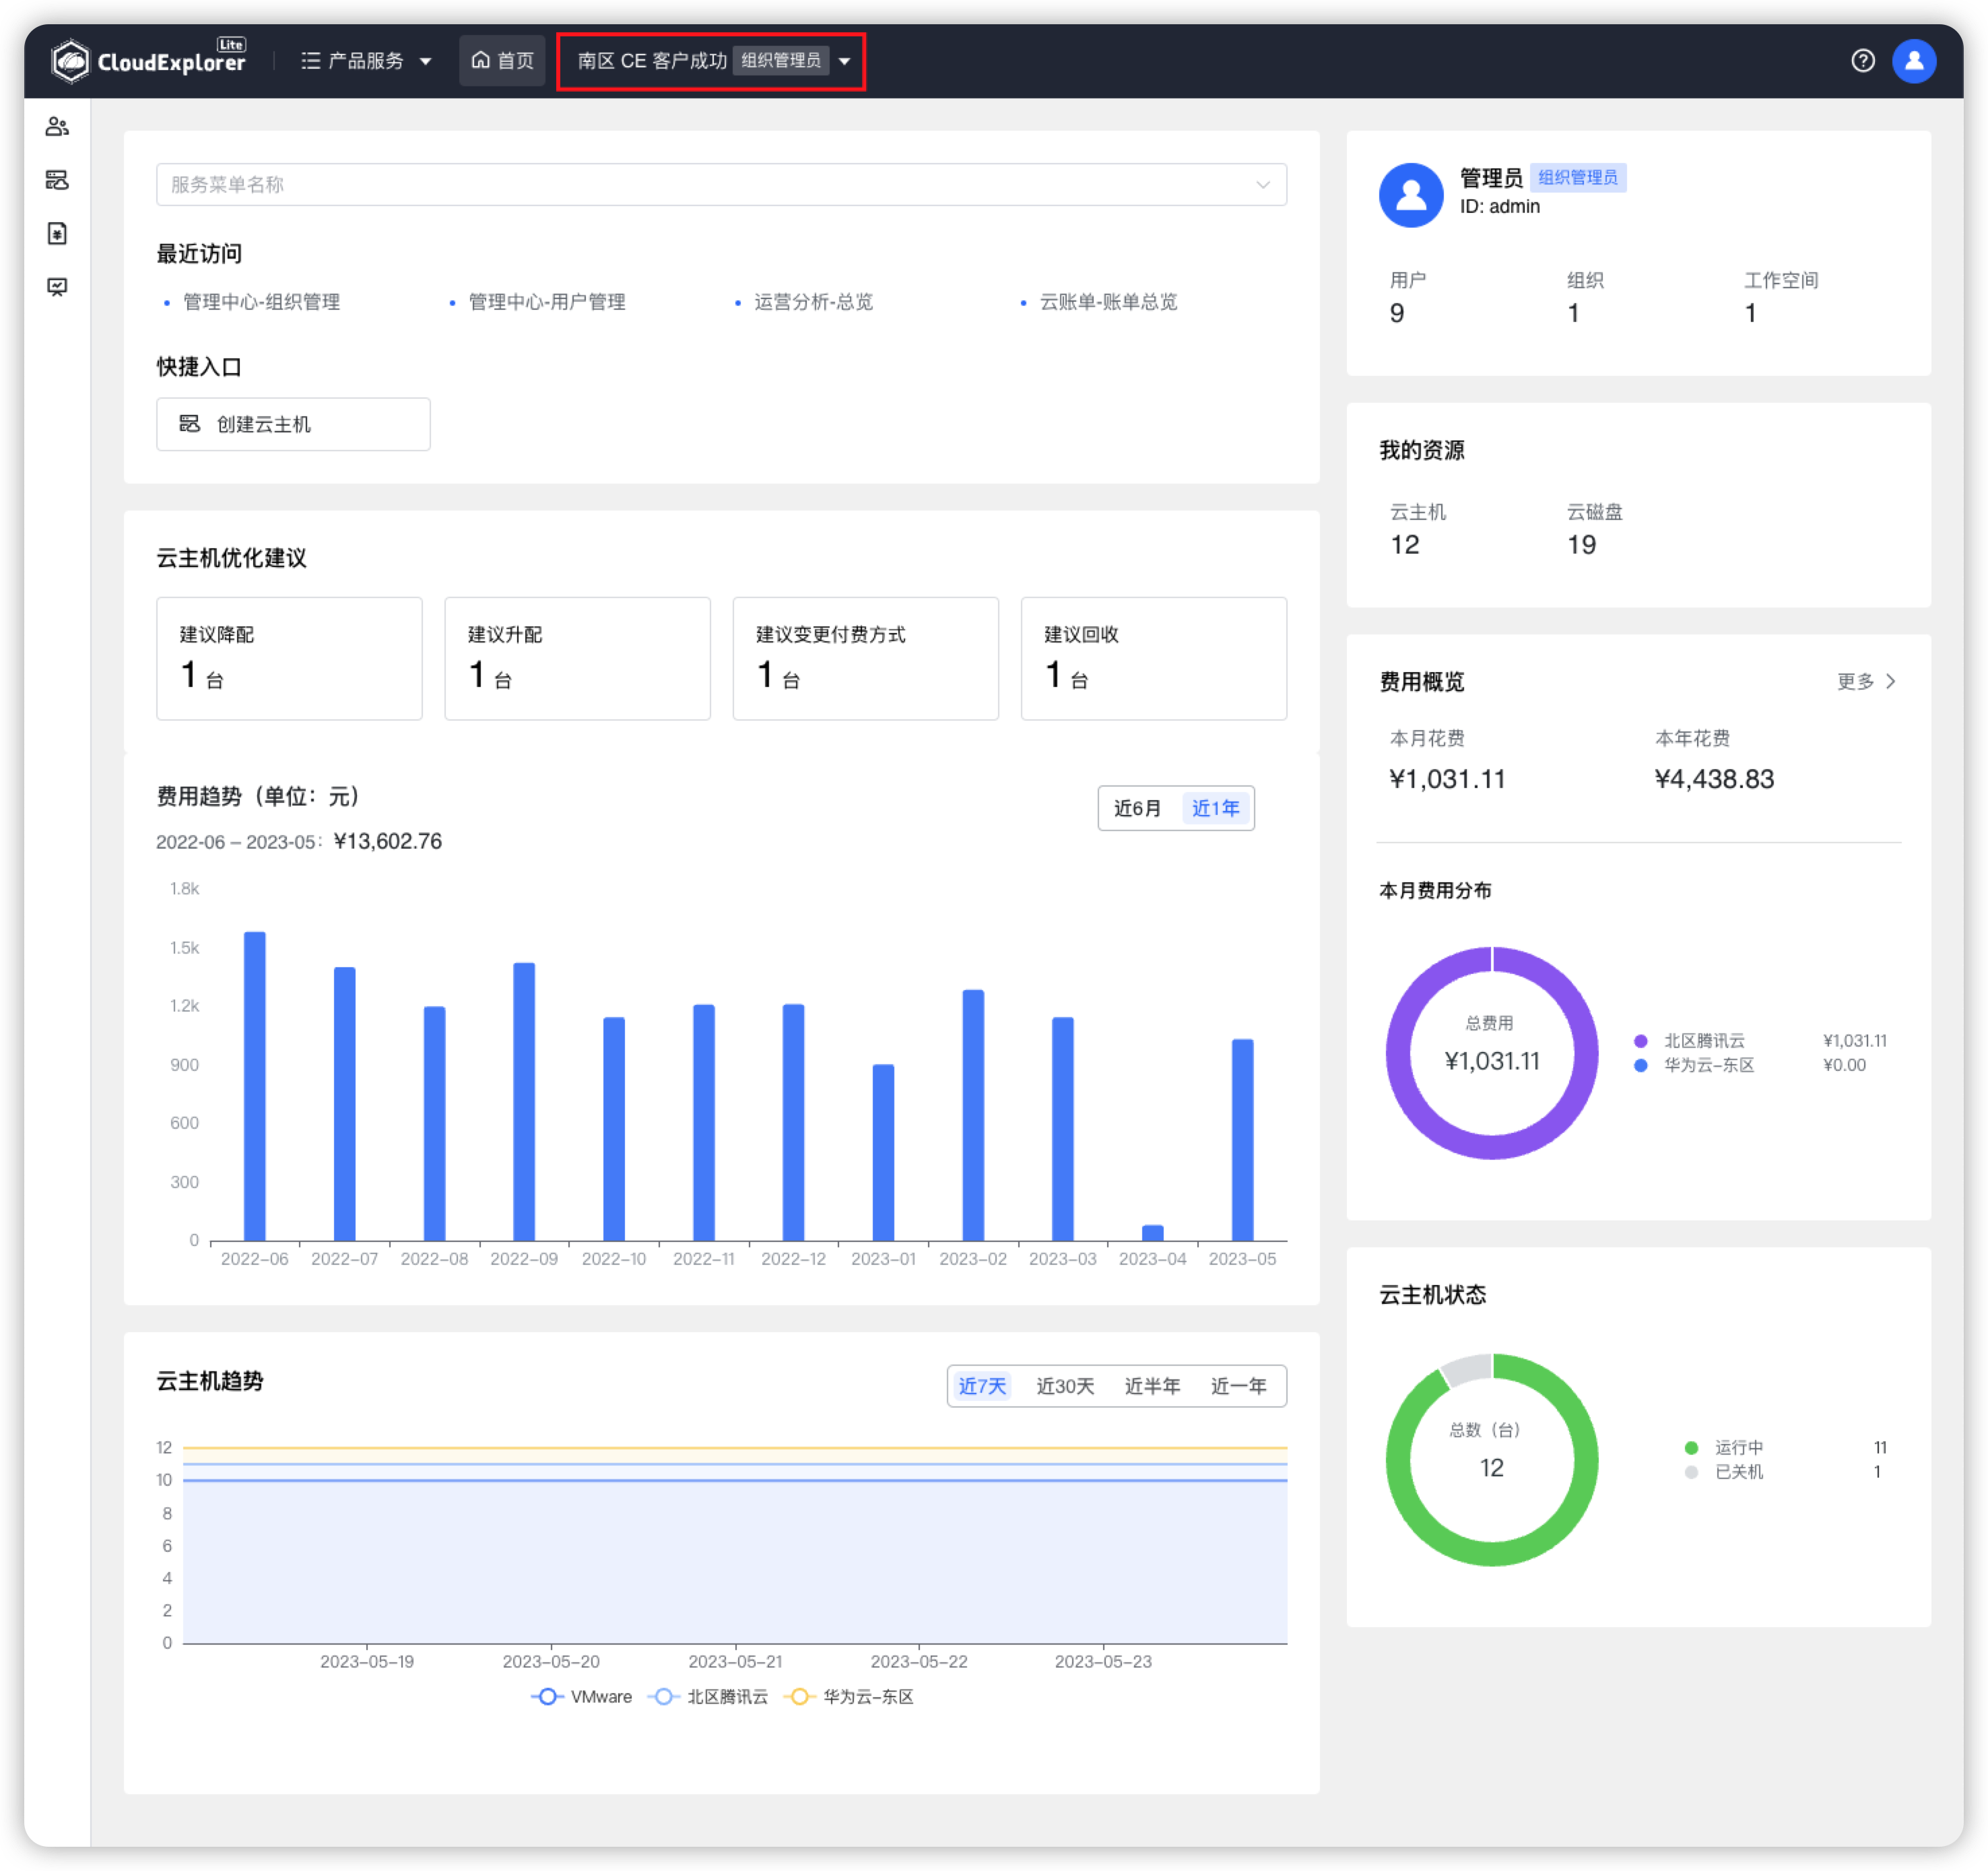 CloudExplorer Lite
产品服务
首页
南区 CE 客户成功 组织管理员
服务菜单名称
最近访问
管理中心-组织管理 管理中心-用户管理 运营分析-总览 云账单-账单总览
快捷入口
创建云主机
云主机优化建议
建议降配
1 台
建议升配
1 台
建议变更付费方式
1 台
建议回收
1 台
费用趋势（单位：元）
近6月 近1年
2022-06 – 2023-05: ¥13,602.76
1.8k
1.5k
1.2k
900
600
300
0
2022-06 2022-07 2022-08 2022-09 2022-10 2022-11 2022-12 2023-01 2023-02 2023-03 2023-04 2023-05
云主机趋势
近7天 近30天 近半年 近一年
12
10
8
6
4
2
0
2023-05-19 2023-05-20 2023-05-21 2023-05-22 2023-05-23
VMware 北区腾讯云 华为云-东区
管理员 组织管理员
ID: admin
用户 组织 工作空间
9 1 1
我的资源
云主机 云磁盘
12 19
费用概览
更多
本月花费 本年花费
¥1,031.11 ¥4,438.83
本月费用分布
总费用
¥1,031.11
北区腾讯云 ¥1,031.11
华为云-东区 ¥0.00
云主机状态
总数（台）
12
运行中 11
已关机 1